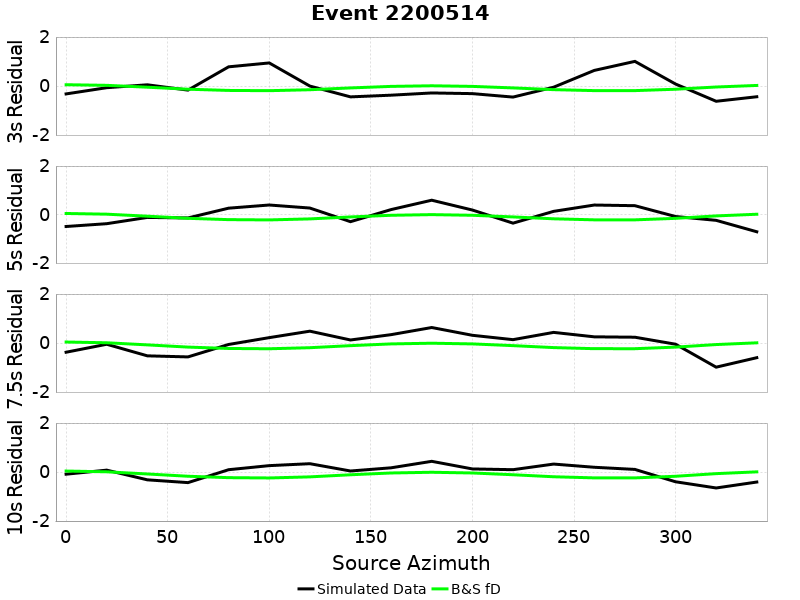 Event 2200514
3s Residual
2
0
-2
5s Residual
2
0
-2
7.5s Residual
2
0
-2
10s Residual
2
0
-2
0 50 100 150 200 250 300
Source Azimuth
Simulated Data B&S fD